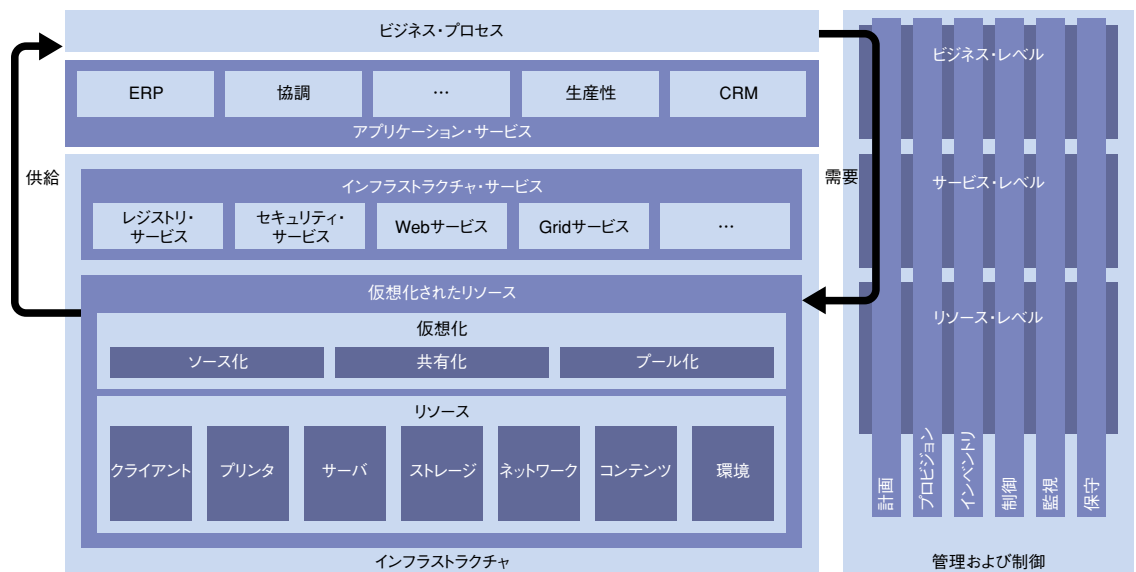 ビジネス・プロセス
ERP
協調
…
生産性
CRM
アプリケーション・サービス
供給
需要
インフラストラクチャ・サービス
レジストリ・
サービス
セキュリティ・
サービス
Webサービス
Gridサービス
…
仮想化されたリソース
仮想化
ソース化
共有化
プール化
リソース
クライアント
プリンタ
サーバ
ストレージ
ネットワーク
コンテンツ
環境
インフラストラクチャ
ビジネス・レベル
サービス・レベル
リソース・レベル
計画
プロビジョン
インベントリ
制御
監視
保守
管理および制御